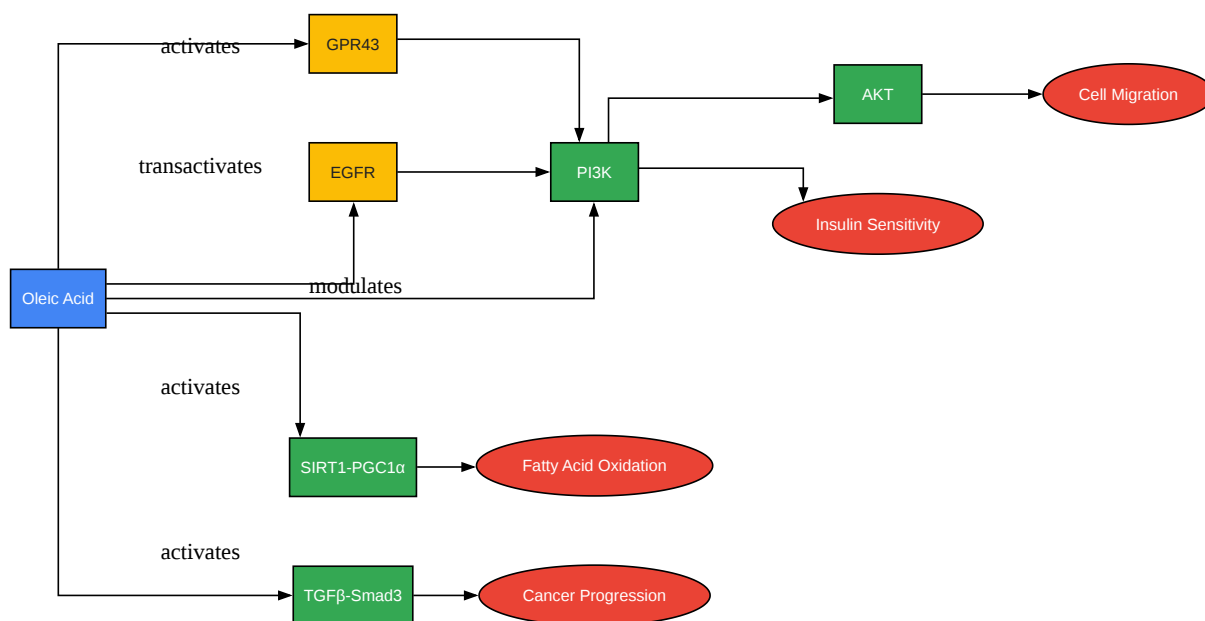 activates
GPR43
AKT
Cell Migration
transactivates
EGFR
PI3K
Insulin Sensitivity
Oleic Acid
modulates
activates
SIRT1-PGC1α
Fatty Acid Oxidation
activates
TGFβ-Smad3
Cancer Progression